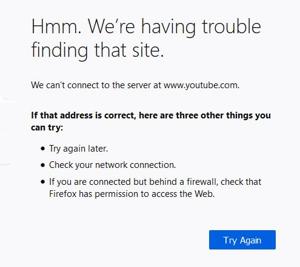 Hmm. We're having trouble
finding that site.
We can't connect to the server at www.youtube.com.
If that address is correct, here are three other things you
can try:
• Try again later.
• Check your network connection.
• If you are connected but behind a firewall, check that
Firefox has permission to access the Web.
Try Again